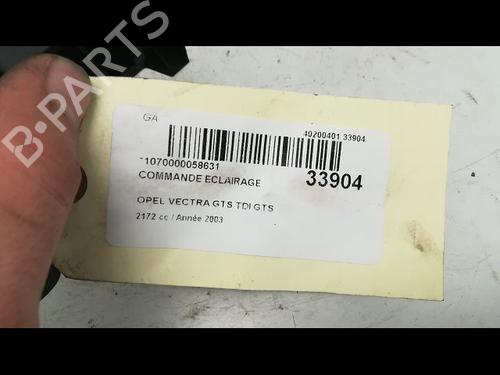 B-PARTS
GA
40200401 33904
*1070000058631
COMMANDE ECLAIRAGE 33904
OPEL VECTRA GTS TDI GTS
2172 cc / Année 2003